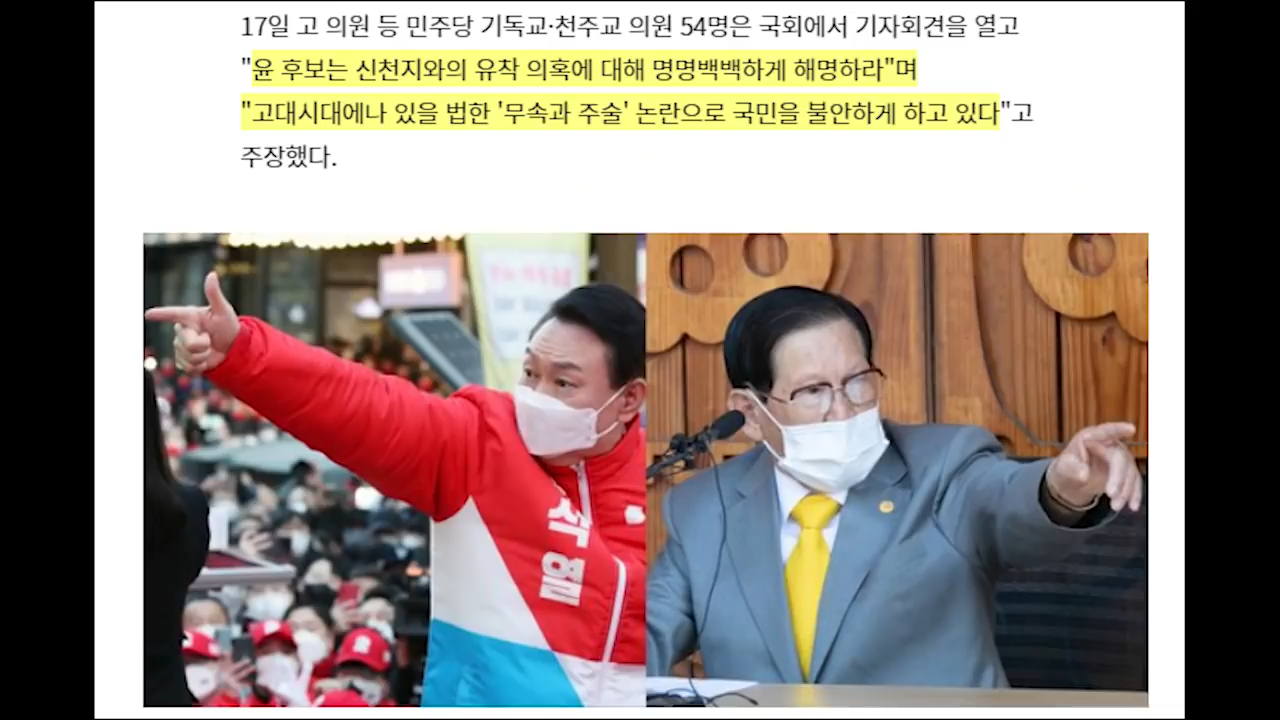 17일 고 의원 등 민주당 기독교·천주교 의원 54명은 국회에서 기자회견을 열고
"윤 후보는 신천지와의 유착 의혹에 대해 명명백백하게 해명하라"며
"고대시대에나 있을 법한 '무속과 주술' 논란으로 국민을 불안하게 하고 있다"고
주장했다.
석열